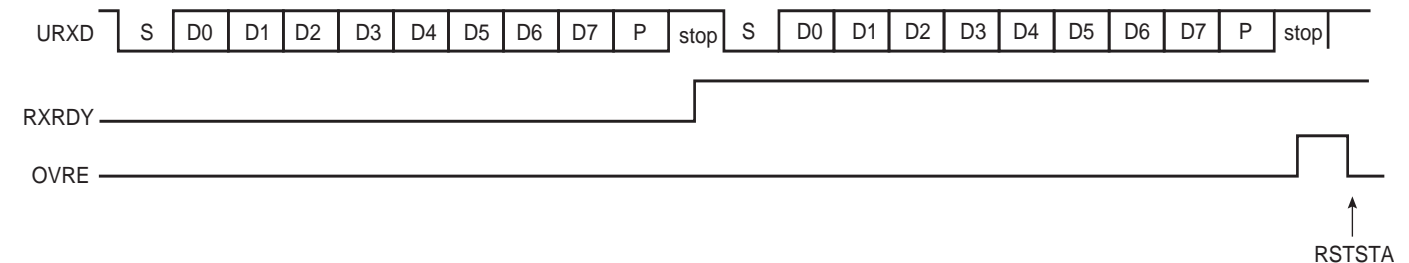 URXD S D0 D1 D2 D3 D4 D5 D6 D7 P stop S D0 D1 D2 D3 D4 D5 D6 D7 P stop
RXRDY
OVRE
RSTSTA